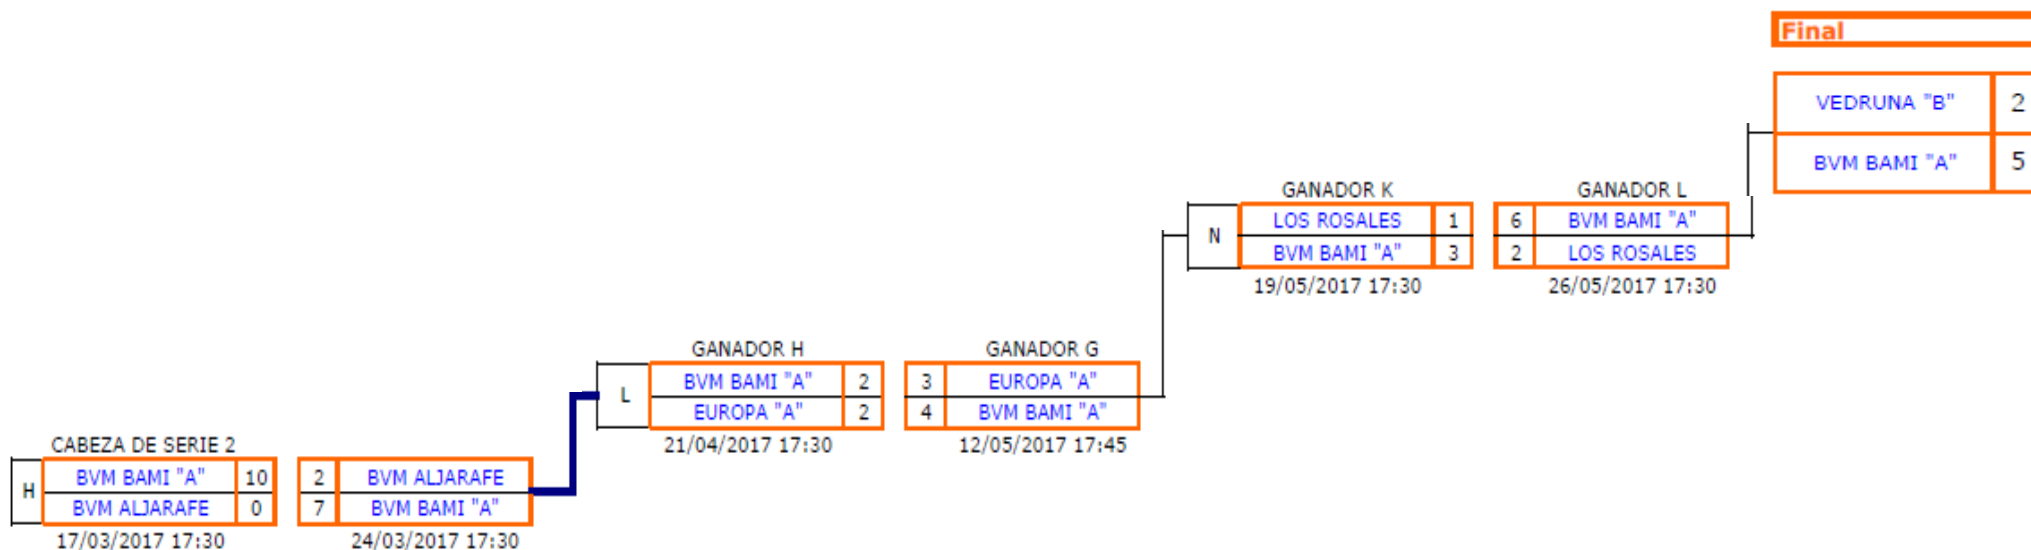 Final
VEDRUNA "B" 2
BVM BAMI "A" 5
GANADOR K GANADOR L
N
LOS ROSALES 1 6 BVM BAMI "A"
BVM BAMI "A" 3 2 LOS ROSALES
19/05/2017 17:30 26/05/2017 17:30
GANADOR H GANADOR G
L
BVM BAMI "A" 2 3 EUROPA "A"
EUROPA "A" 2 4 BVM BAMI "A"
21/04/2017 17:30 12/05/2017 17:45
CABEZA DE SERIE 2
H
BVM BAMI "A" 10 2 BVM ALJARAFE
BVM ALJARAFE 0 7 BVM BAMI "A"
17/03/2017 17:30 24/03/2017 17:30